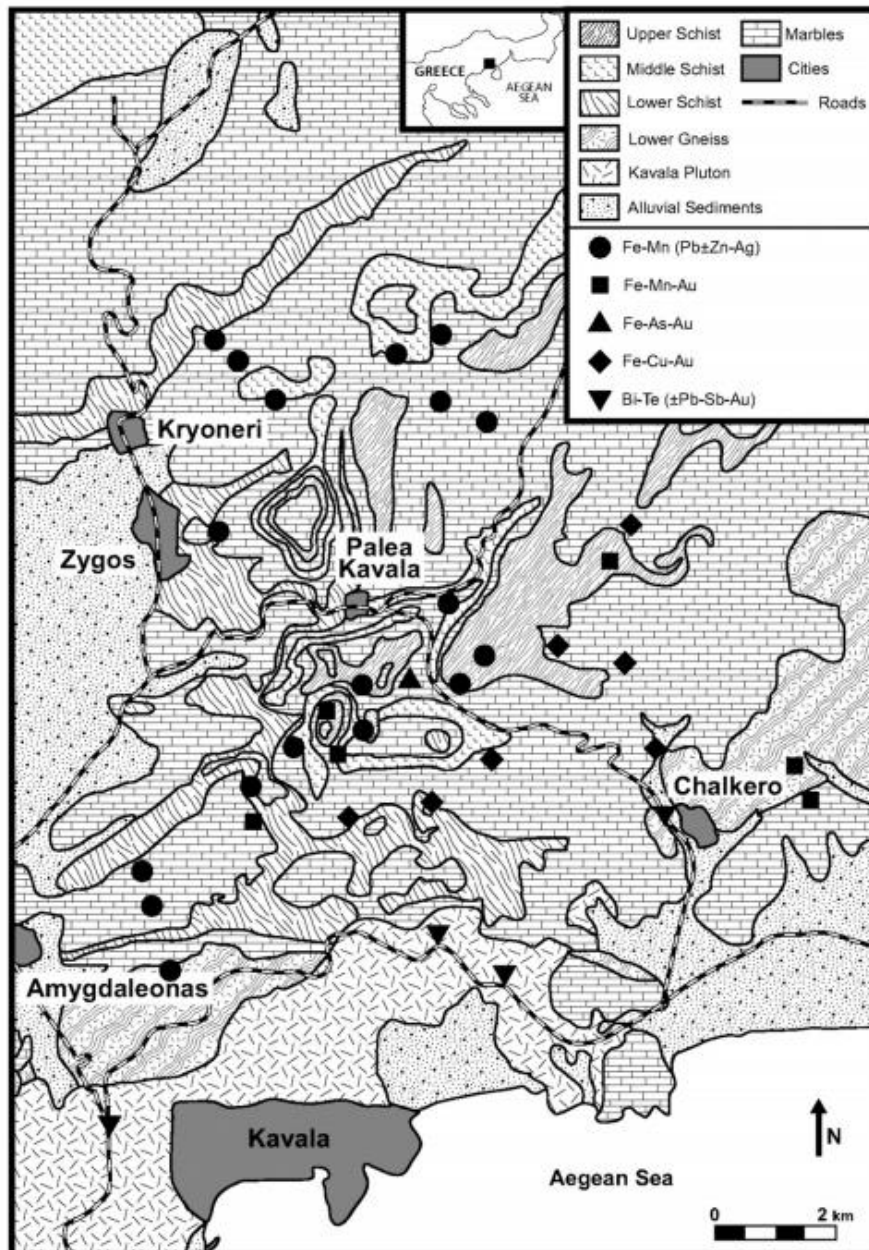 GREECE
AEGEAN
SEA
Upper Schist
Marbles
Middle Schist
Cities
Lower Schist
Roads
Lower Gneiss
Kavala Pluton
Alluvial Sediments
Fe-Mn (Pb±Zn-Ag)
Fe-Mn-Au
Fe-As-Au
Fe-Cu-Au
Bi-Te (±Pb-Sb-Au)
Kryoneri
Zygos
Palea
Kavala
Chalkero
Amygdaleonas
Kavala
Aegean Sea
N
0 2 km